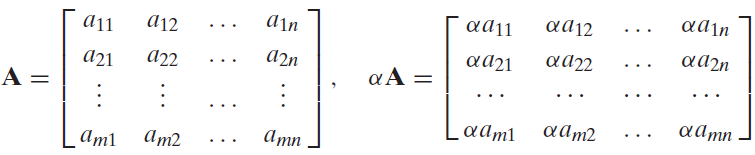 A = [ a11 a12 … a1n ; a21 a22 … a2n ; ⋮ ⋮ … ⋮ ; am1 am2 … amn ] , αA = [ αa11 αa12 … αa1n ; αa21 αa22 … αa2n ; … … … … ; αam1 αam2 … αamn ]